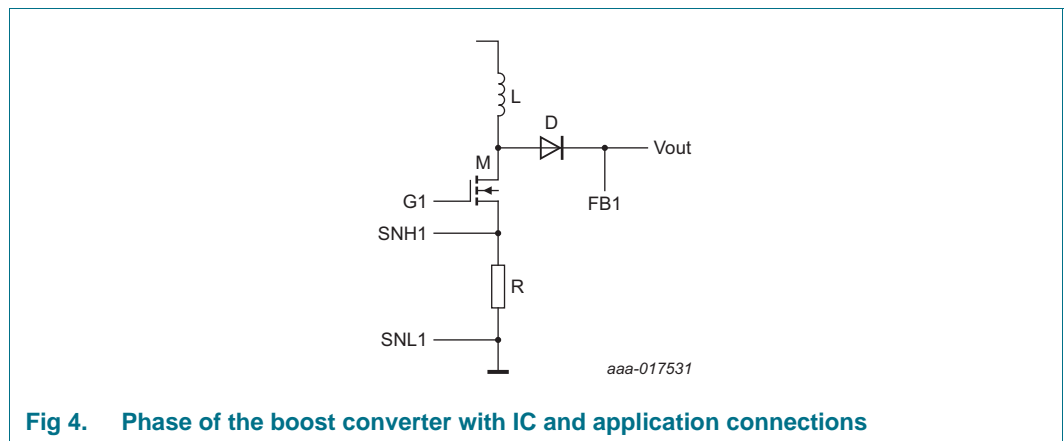 L
D
Vout
M
G1
FB1
SNH1
R
SNL1
aaa-017531
Fig 4. Phase of the boost converter with IC and application connections